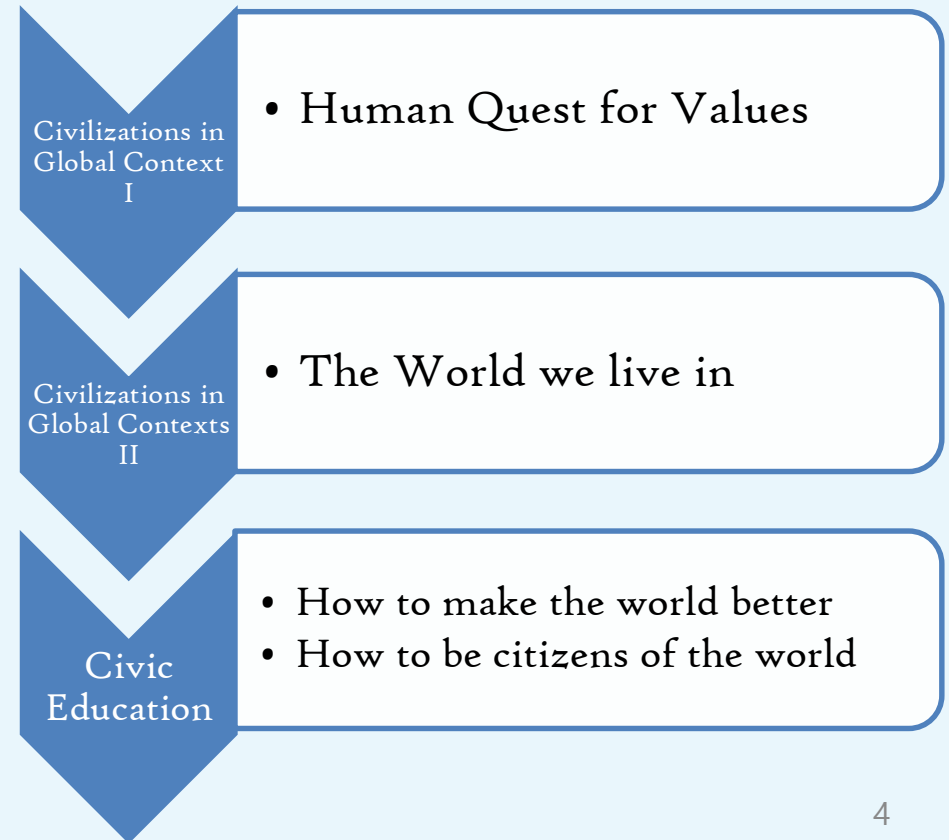 Civilizations in
Global Context
I
• Human Quest for Values
Civilizations in
Global Contexts
II
• The World we live in
Civic
Education
• How to make the world better
• How to be citizens of the world
4